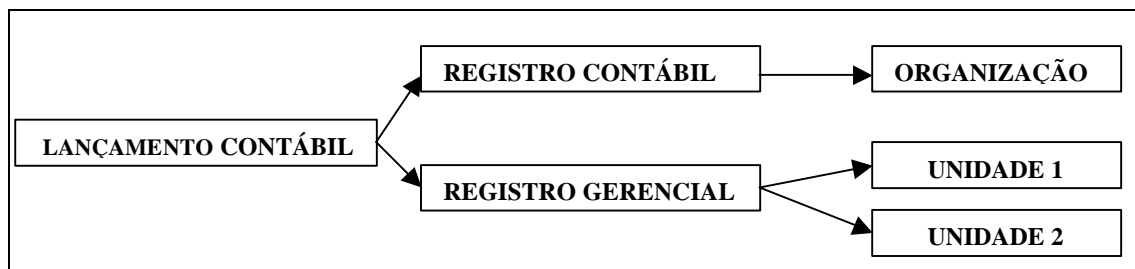 REGISTRO CONTÁBIL
ORGANIZAÇÃO
LANÇAMENTO CONTÁBIL
UNIDADE 1
REGISTRO GERENCIAL
UNIDADE 2